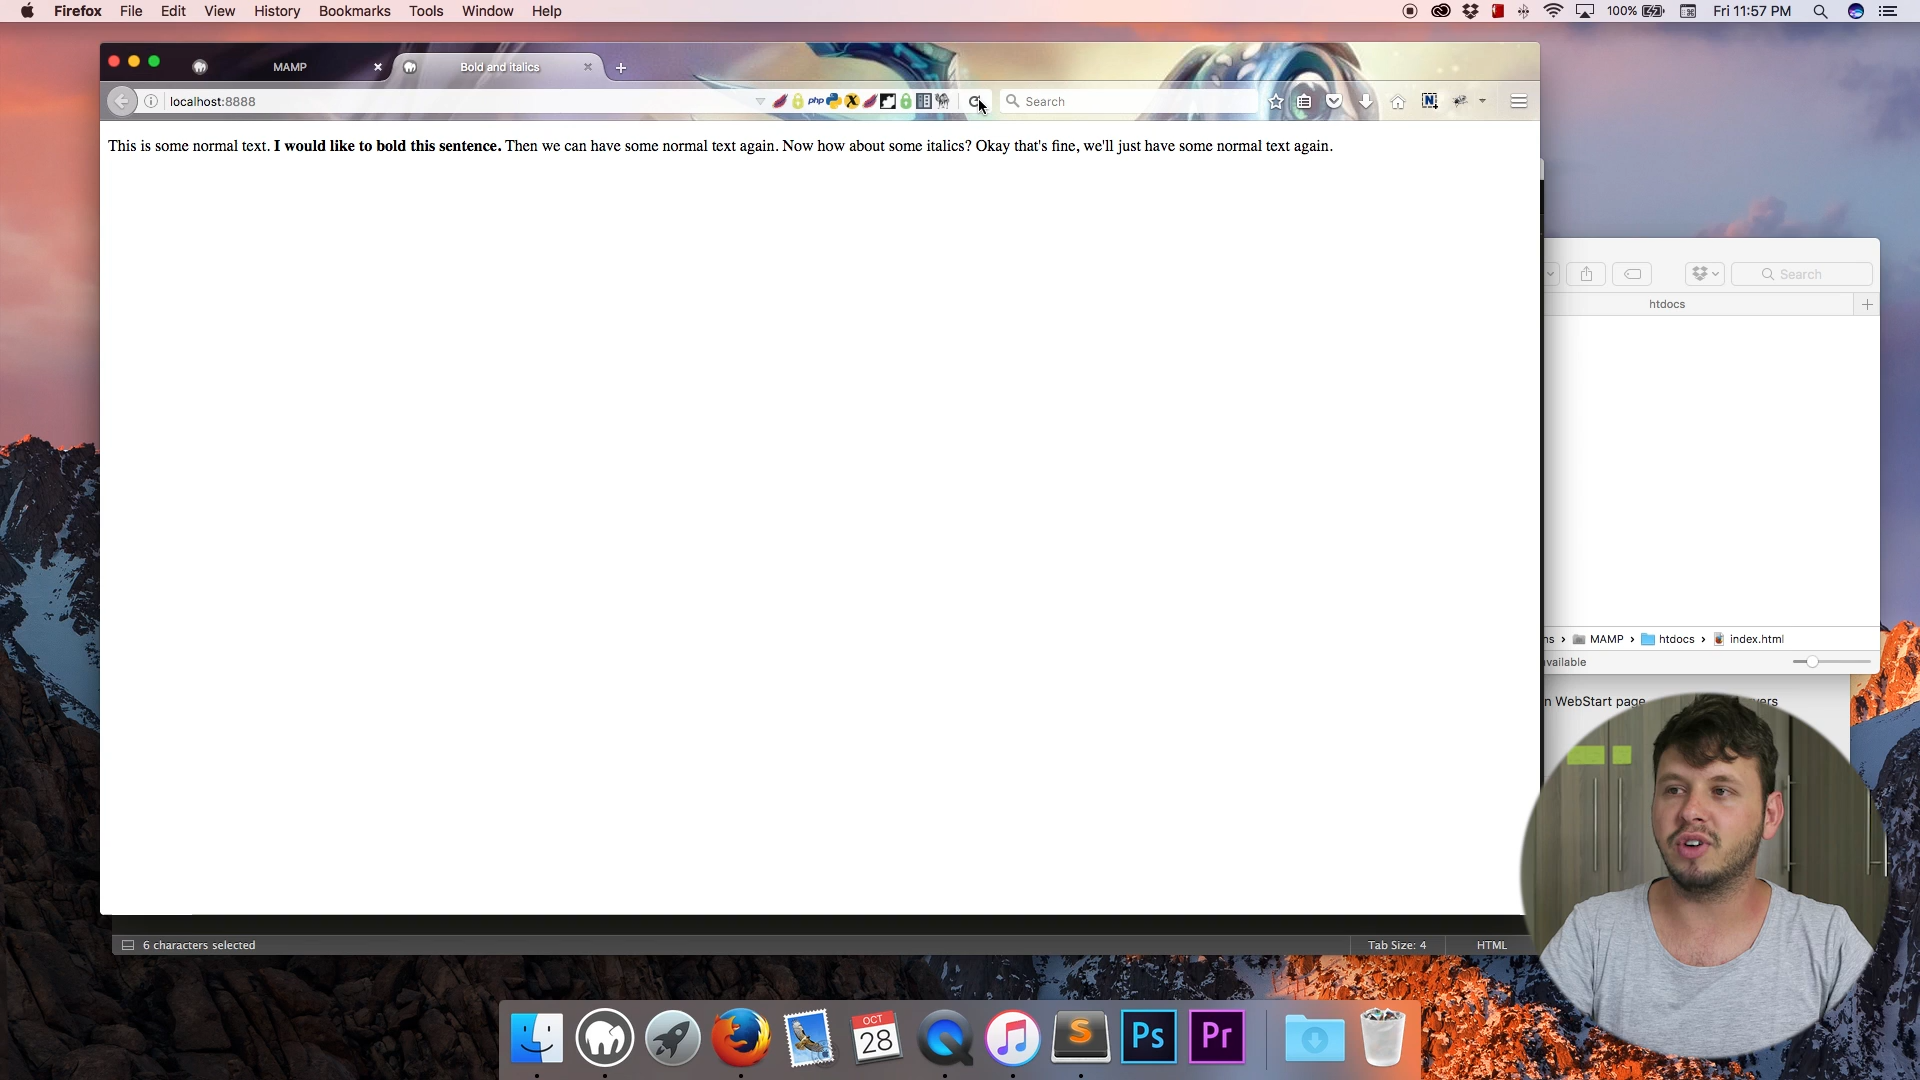 Firefox File Edit View History Bookmarks Tools Window Help 100% Fri 11:57 PM
MAMP Bold and italics
localhost:8888 php Search N
This is some normal text. I would like to bold this sentence. Then we can have some normal text again. Now how about some italics? Okay that's fine, we'll just have some normal text again.
Search
htdocs
ns › MAMP › htdocs › index.html
available
n WebStart page
6 characters selected Tab Size: 4 HTML
OCT
28
S Ps Pr